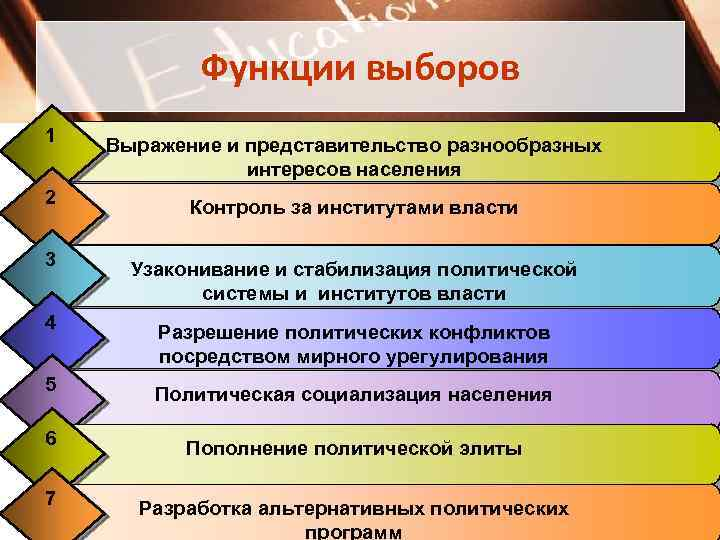 Education
Функции выборов
1
Выражение и представительство разнообразных
интересов населения
2
Контроль за институтами власти
3
Узаконивание и стабилизация политической
системы и институтов власти
4
Разрешение политических конфликтов
посредством мирного урегулирования
5
Политическая социализация населения
6
Пополнение политической элиты
7
Разработка альтернативных политических
программ